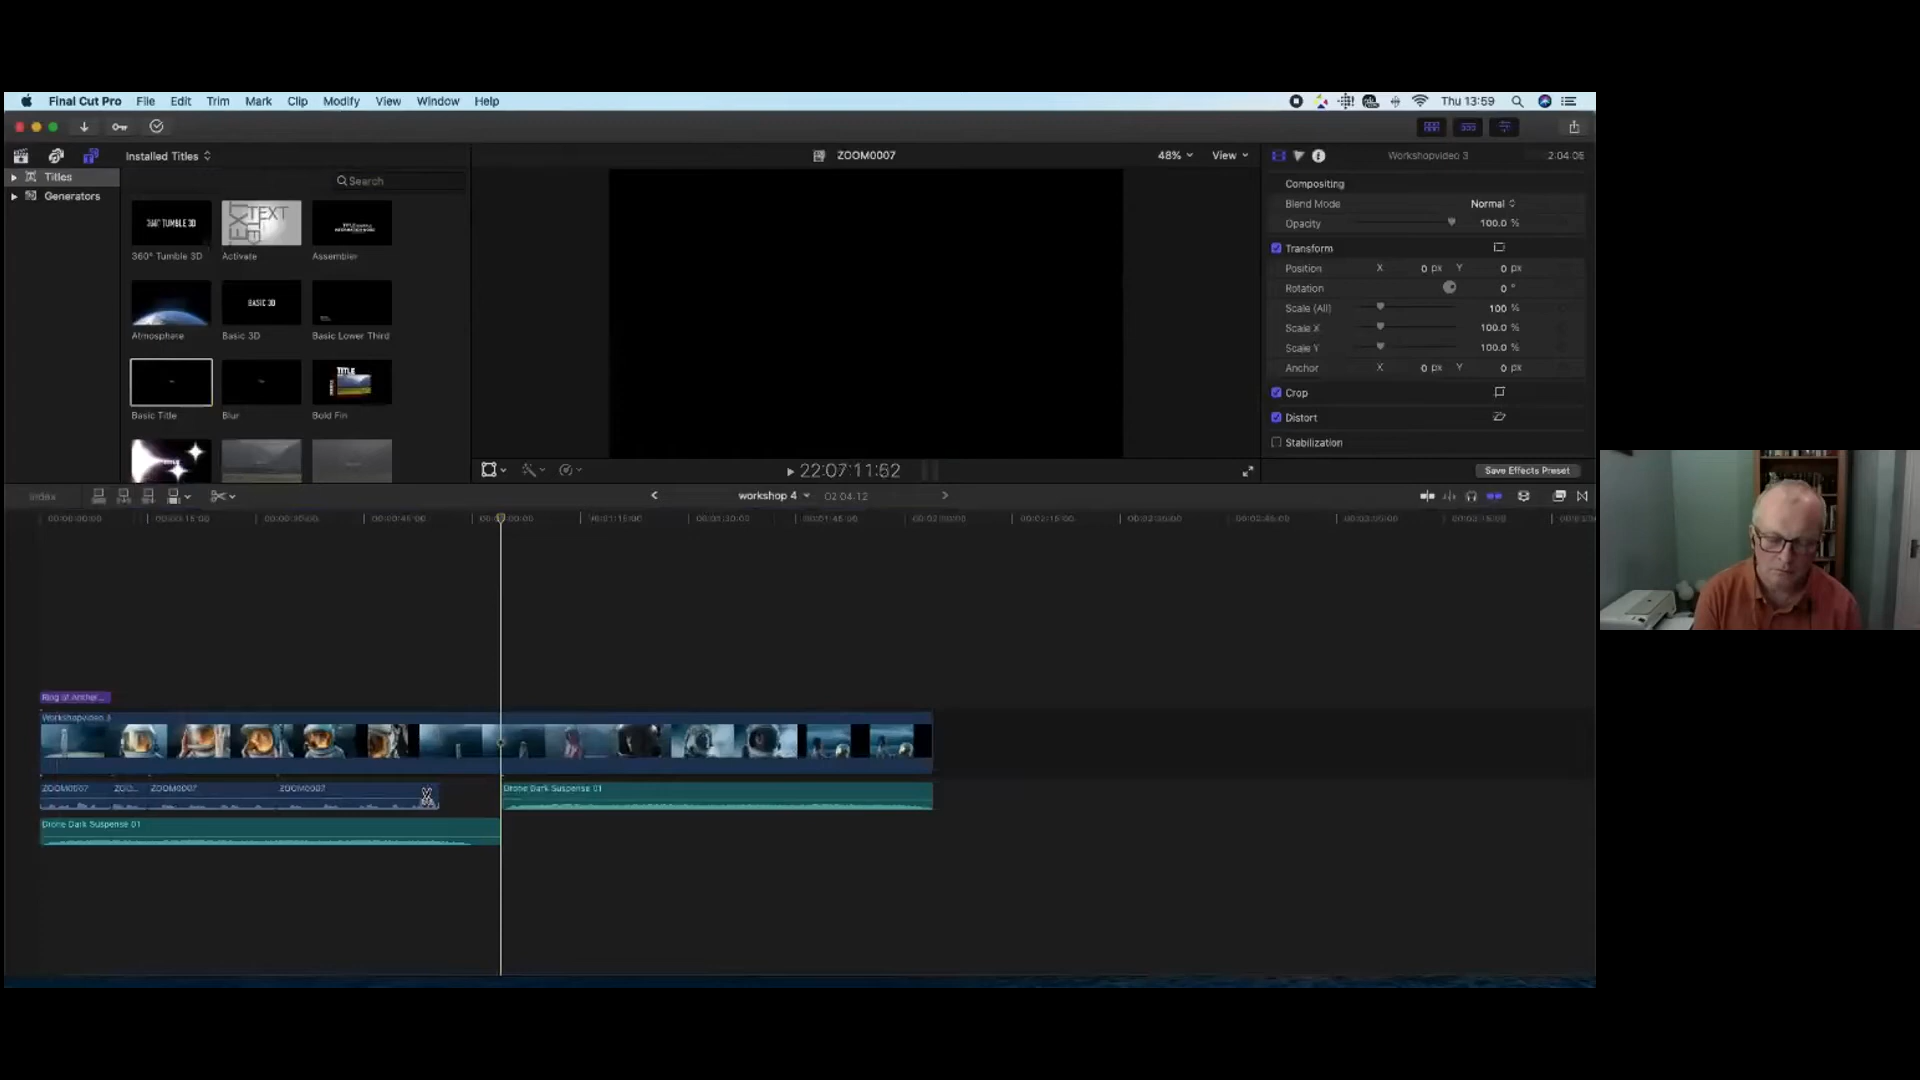 Final Cut Pro File Edit Trim Mark Clip Modify View Window Help Thu 13:59
Installed Titles
ZOOM0007 48% View
Workshopvideo 3 2:04:06
Titles
Search
Generators
360° TUMBLE 3D
TEXT
360° Tumble 3D Activate Assembler
BASIC 3D
Atmosphere Basic 3D Basic Lower Third
TITLE
Basic Title Blur Bold Fin
Compositing
Blend Mode Normal
Opacity 100.0 %
Transform
Position X 0 px Y 0 px
Rotation 0 °
Scale (All) 100 %
Scale X 100.0 %
Scale Y 100.0 %
Anchor X 0 px Y 0 px
Crop
Distort
Stabilization
22:07:11:52
Save Effects Preset
Index workshop 4 02:04:12
00:00:00:00 00:00:15:00 00:00:30:00 00:00:45:00 00:01:15:00 00:01:30:00 00:01:45:00 00:02:00:00 00:02:15:00 00:02:30:00 00:02:45:00 00:03:00:00 00:03:15:00
Workshopvideo 3
ZOOM0007 ZOO... ZOOM0007 ZOOM0007 Drone Dark Suspense 01
Drone Dark Suspense 01